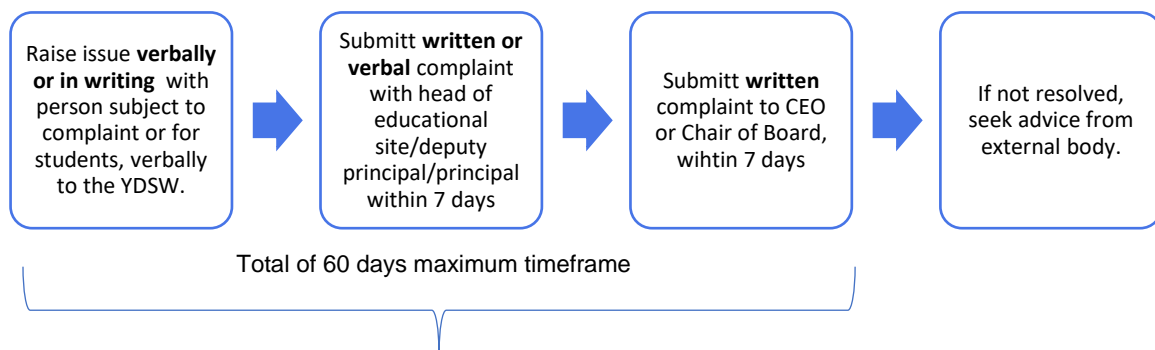 Raise issue verbally
or in writing with
person subject to
complaint or for
students, verbally
to the YDSW.
Submitt written or
verbal complaint
with head of
educational
site/deputy
principal/principal
within 7 days
Submitt written
complaint to CEO
or Chair of Board,
wihtin 7 days
If not resolved,
seek advice from
external body.
Total of 60 days maximum timeframe